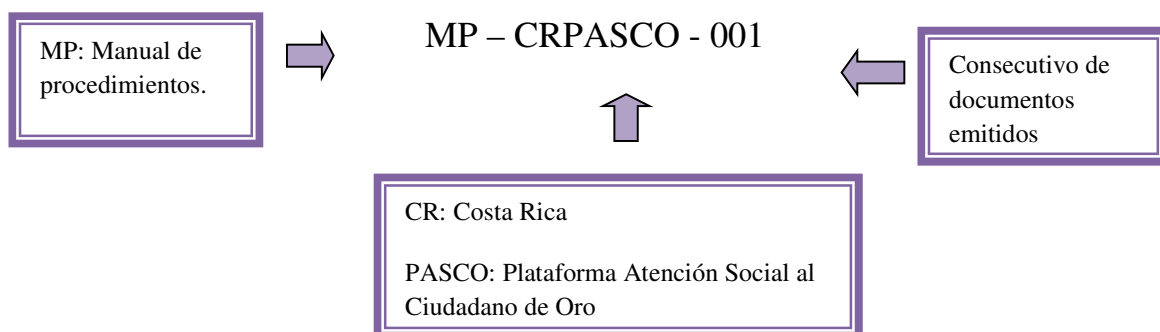 MP – CRPASCO - 001
MP: Manual de
procedimientos.
Consecutivo de
documentos
emitidos
CR: Costa Rica
PASCO: Plataforma Atención Social al
Ciudadano de Oro